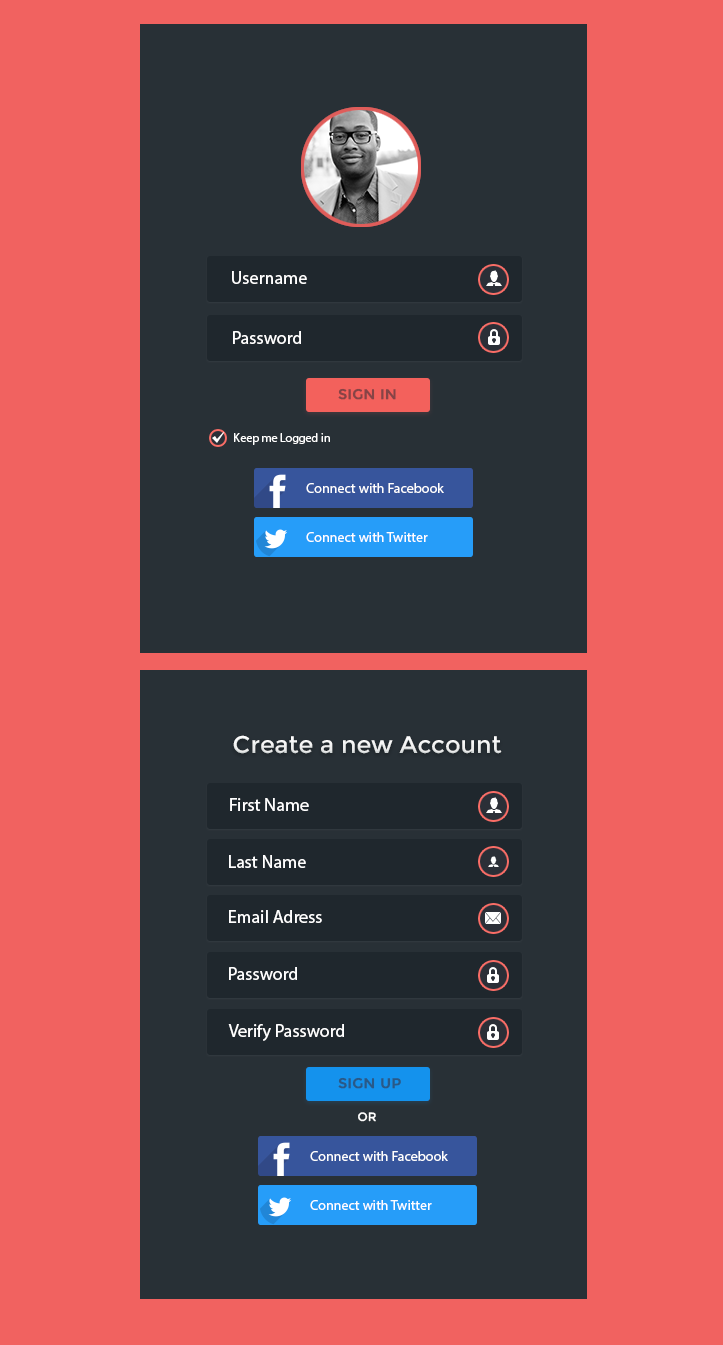 Username
Password
SIGN IN
Keep me Logged in
Connect with Facebook
Connect with Twitter
Create a new Account
First Name
Last Name
Email Adress
Password
Verify Password
SIGN UP
OR
Connect with Facebook
Connect with Twitter